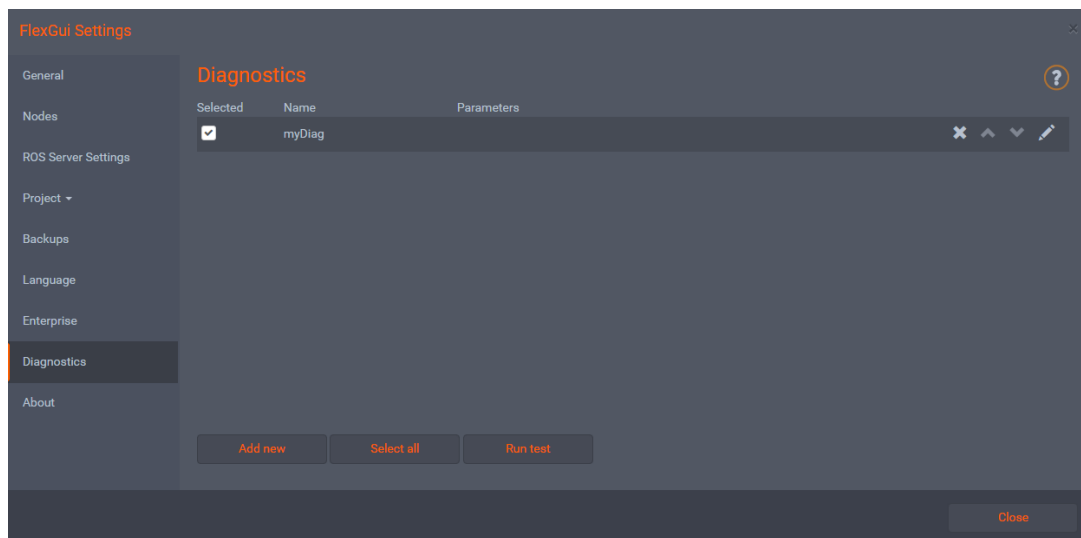 FlexGui Settings
General
Nodes
ROS Server Settings
Project
Backups
Language
Enterprise
Diagnostics
About
Diagnostics
?
Selected Name Parameters
myDiag
Add new Select all Run test
Close